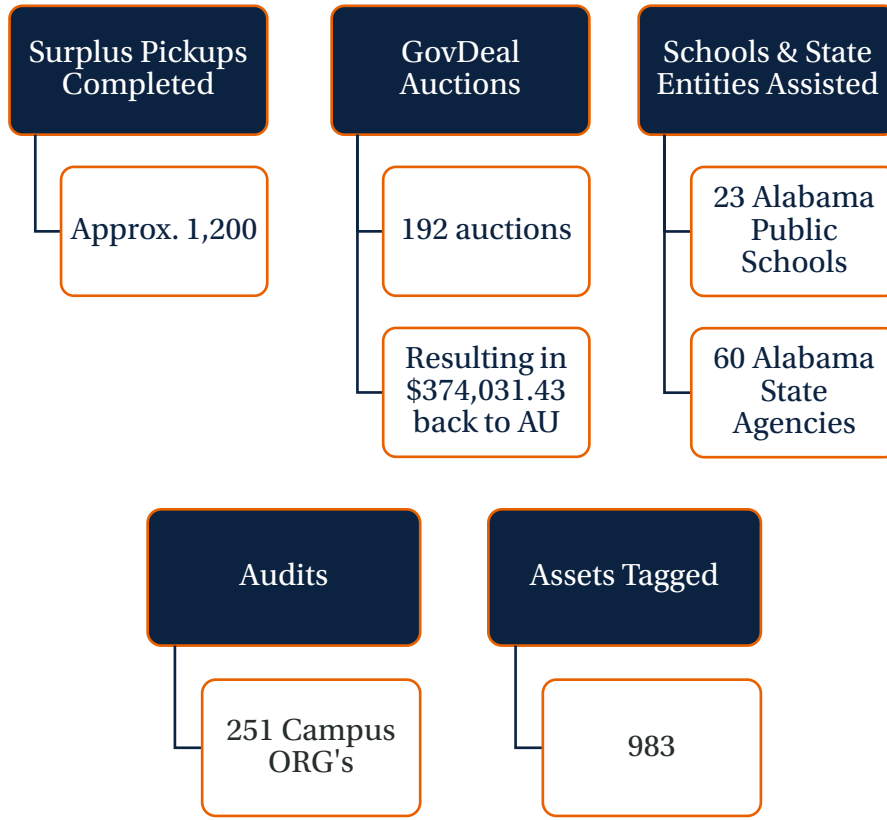 Surplus Pickups
Completed
Approx. 1,200
GovDeal
Auctions
192 auctions
Resulting in
$374,031.43
back to AU
Schools & State
Entities Assisted
23 Alabama
Public
Schools
60 Alabama
State
Agencies
Audits
251 Campus
ORG's
Assets Tagged
983